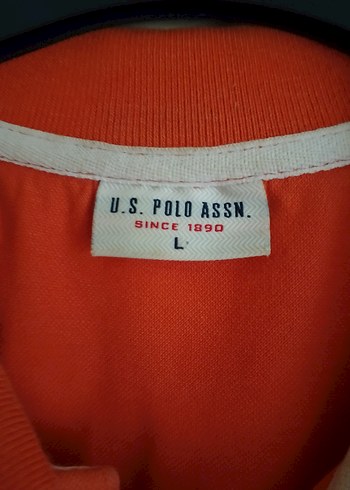 U.S. POLO ASSN.
SINCE 1890
L